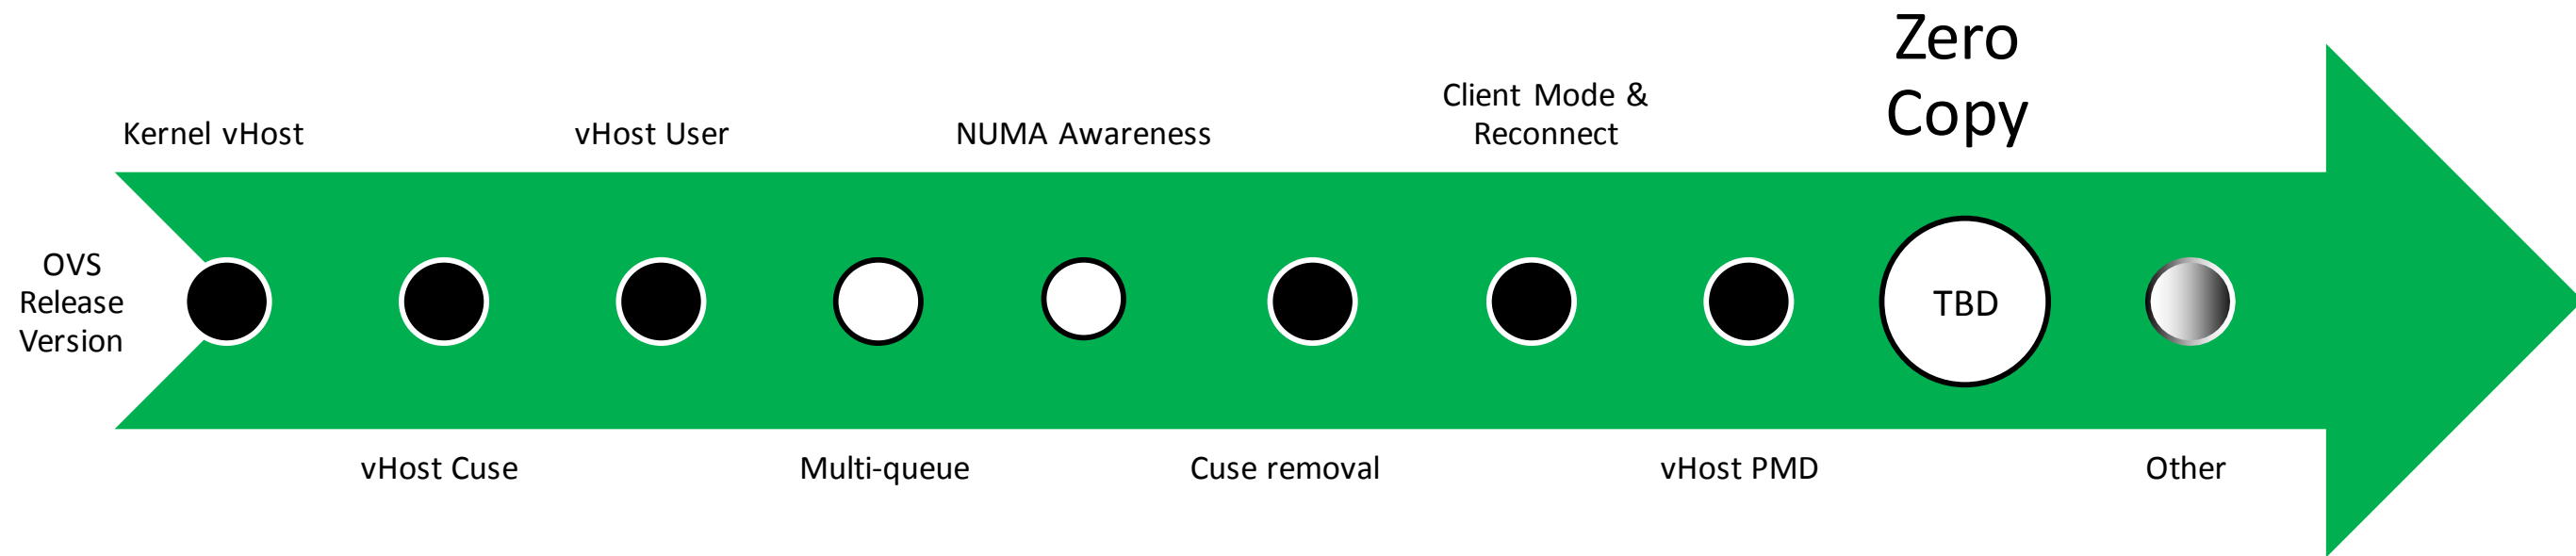 Zero
Copy
Client Mode &
Reconnect
Kernel vHost
vHost User
NUMA Awareness
OVS
Release
Version
TBD
vHost Cuse
Multi-queue
Cuse removal
vHost PMD
Other